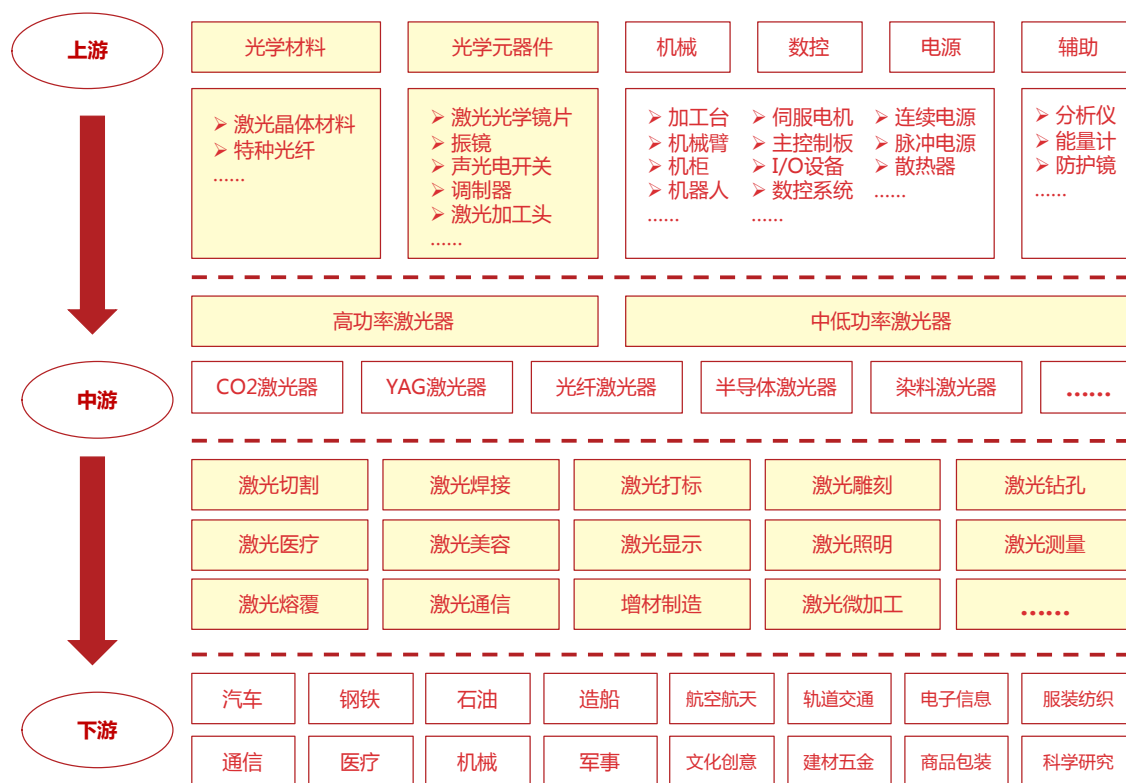 上游
光学材料
光学元器件
机械
数控
电源
辅助
➢ 激光晶体材料
➢ 特种光纤
......
➢ 激光光学镜片
➢ 振镜
➢ 声光电开关
➢ 调制器
➢ 激光加工头
......
➢ 加工台
➢ 机械臂
➢ 机柜
➢ 机器人
......
➢ 伺服电机
➢ 主控制板
➢ I/O设备
➢ 数控系统
......
➢ 连续电源
➢ 脉冲电源
➢ 散热器
......
➢ 分析仪
➢ 能量计
➢ 防护镜
......
高功率激光器
中低功率激光器
中游
CO2激光器
YAG激光器
光纤激光器
半导体激光器
染料激光器
......
激光切割
激光焊接
激光打标
激光雕刻
激光钻孔
激光医疗
激光美容
激光显示
激光照明
激光测量
激光熔覆
激光通信
增材制造
激光微加工
......
下游
汽车
钢铁
石油
造船
航空航天
轨道交通
电子信息
服装纺织
通信
医疗
机械
军事
文化创意
建材五金
商品包装
科学研究